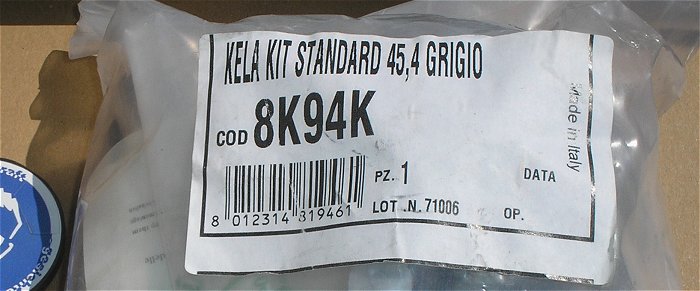 KELA KIT STANDARD 45,4 GRIGIO
COD 8K94K
Made in Italy
PZ. 1 DATA
8 012314 819461
LOT .N. 71006 OP.